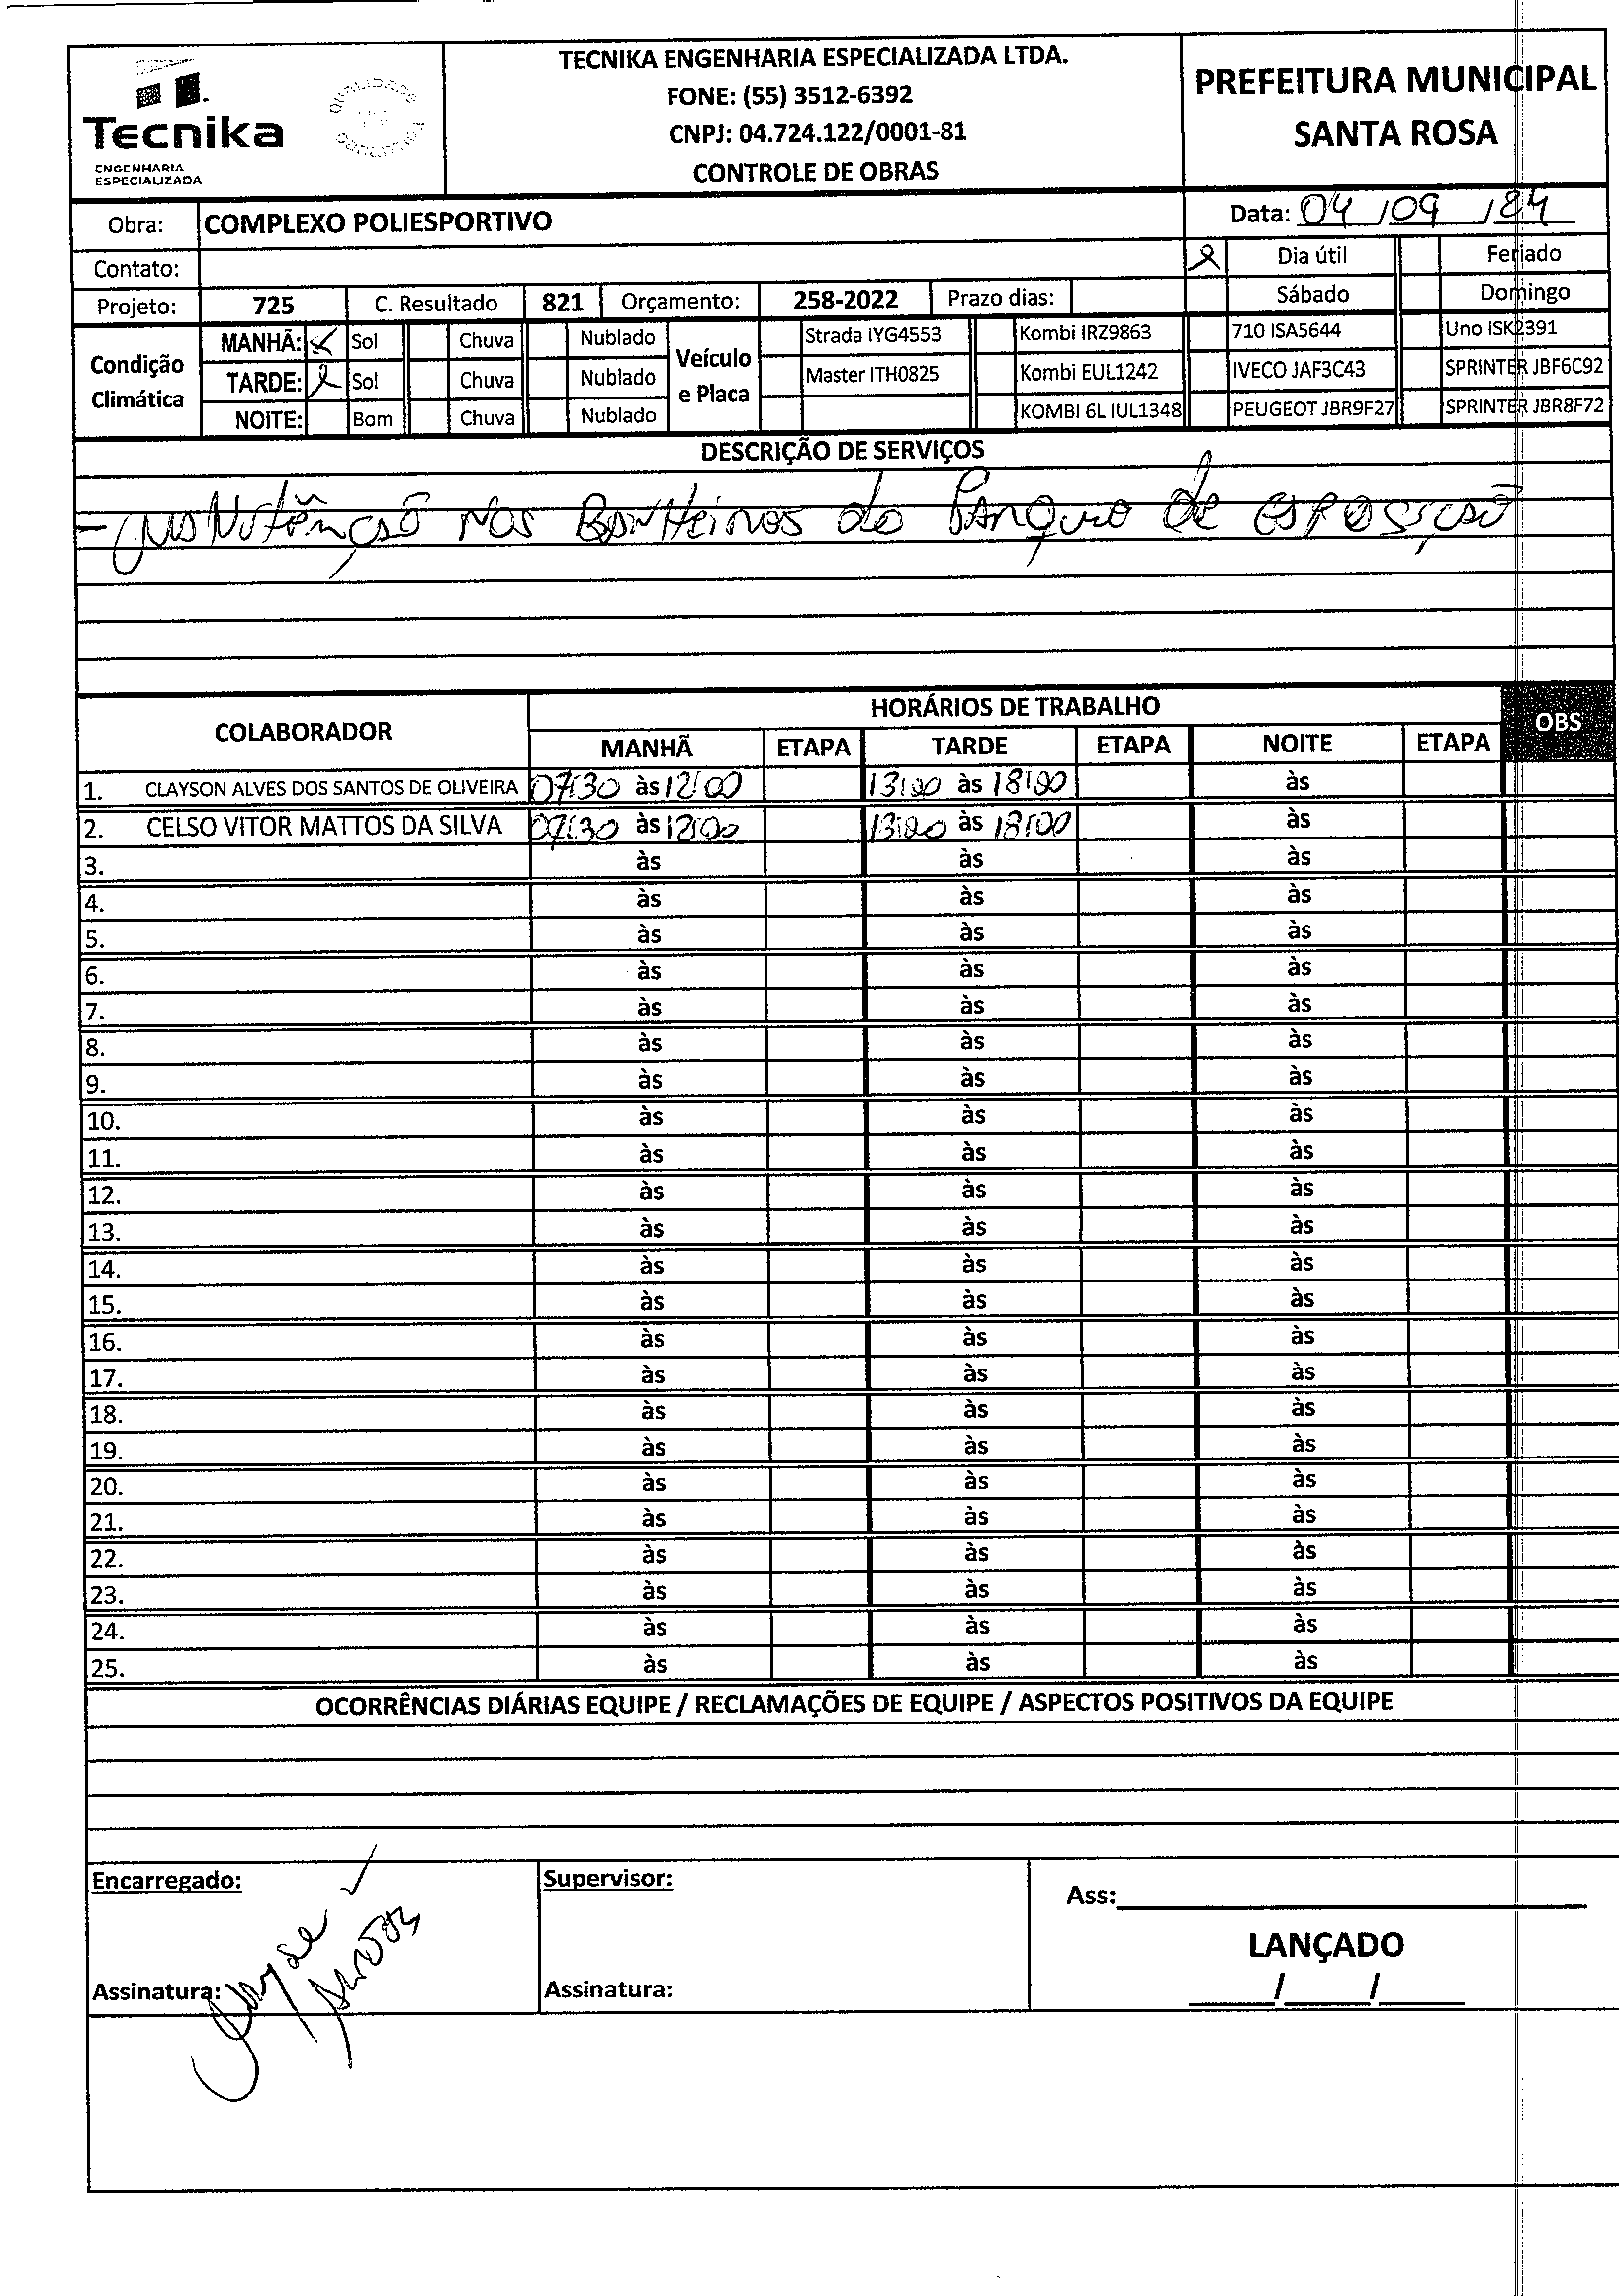 TECNIKA ENGENHARIA ESPECIALIZADA LTDA.
FONE: (55) 3512-6392
CNPJ: 04.724.122/0001-81
CONTROLE DE OBRAS
Tecnika
ENGENHARIA
ESPECIALIZADA
PREFEITURA MUNICIPAL
SANTA ROSA
Obra: COMPLEXO POLIESPORTIVO
Data: 04/09/24
Contato:
Dia útil Feriado
Projeto: 725 C. Resultado 821 Orçamento: 258-2022 Prazo dias:
Sábado Domingo
Condição Climática
MANHÃ: Sol Chuva Nublado
TARDE: Sol Chuva Nublado
NOITE: Bom Chuva Nublado
Veículo e Placa
Strada IYG4553 Kombi IRZ9863 710 ISA5644 Uno ISK2391
Master ITH0825 Kombi EUL1242 IVECO JAF3C43 SPRINTER JBF6C92
KOMBI 6L IUL1348 PEUGEOT JBR9F27 SPRINTER JBR8F72
DESCRIÇÃO DE SERVIÇOS
- Manutênção nos Banheiros do Parque de esposição
COLABORADOR HORÁRIOS DE TRABALHO OBS
MANHÃ ETAPA TARDE ETAPA NOITE ETAPA
1. CLAYSON ALVES DOS SANTOS DE OLIVEIRA 07:30 às 12:00 13:00 às 18:00 às
2. CELSO VITOR MATTOS DA SILVA 07:30 às 12:00 13:00 às 18:00 às
3. às às às
4. às às às
5. às às às
6. às às às
7. às às às
8. às às às
9. às às às
10. às às às
11. às às às
12. às às às
13. às às às
14. às às às
15. às às às
16. às às às
17. às às às
18. às às às
19. às às às
20. às às às
21. às às às
22. às às às
23. às às às
24. às às às
25. às às às
OCORRÊNCIAS DIÁRIAS EQUIPE / RECLAMAÇÕES DE EQUIPE / ASPECTOS POSITIVOS DA EQUIPE
Encarregado: Supervisor: Ass:
LANÇADO
Assinatura: Assinatura: / /